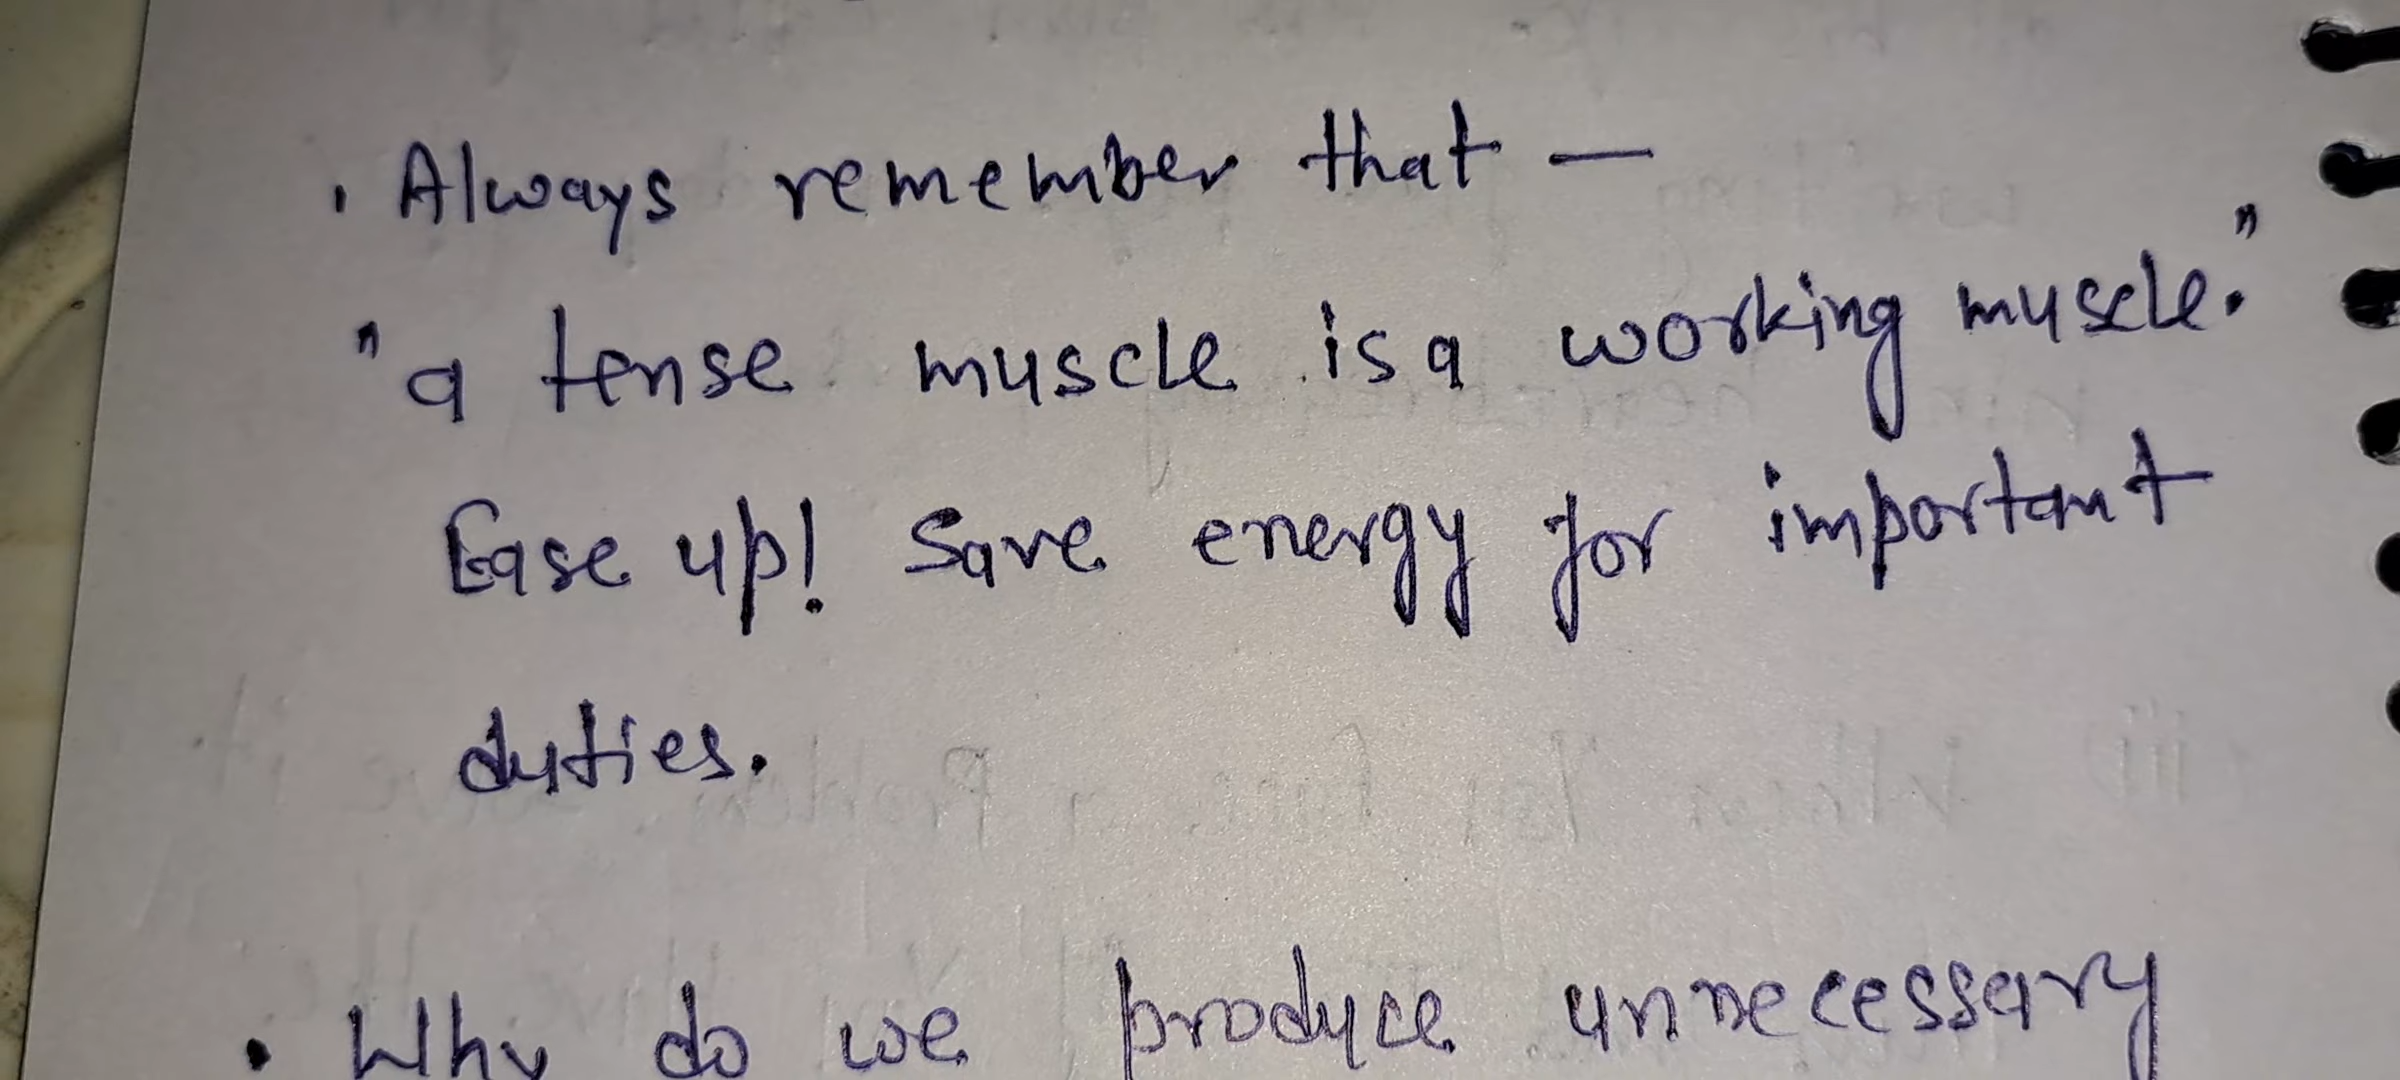 . Always remember that —
"a tense muscle is a working muscle."
Ease up! Save energy for important
duties.
• Why do we produce unnecessary